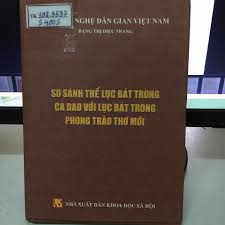 NGHỆ DÂN GIAN VIỆT NAM
ĐẶNG THỊ DIỆU TRANG
SO SÁNH THỂ LỤC BÁT TRONG
CA DAO VỚI LỤC BÁT TRONG
PHONG TRÀO THƠ MỚI
NHÀ XUẤT BẢN KHOA HỌC XÃ HỘI